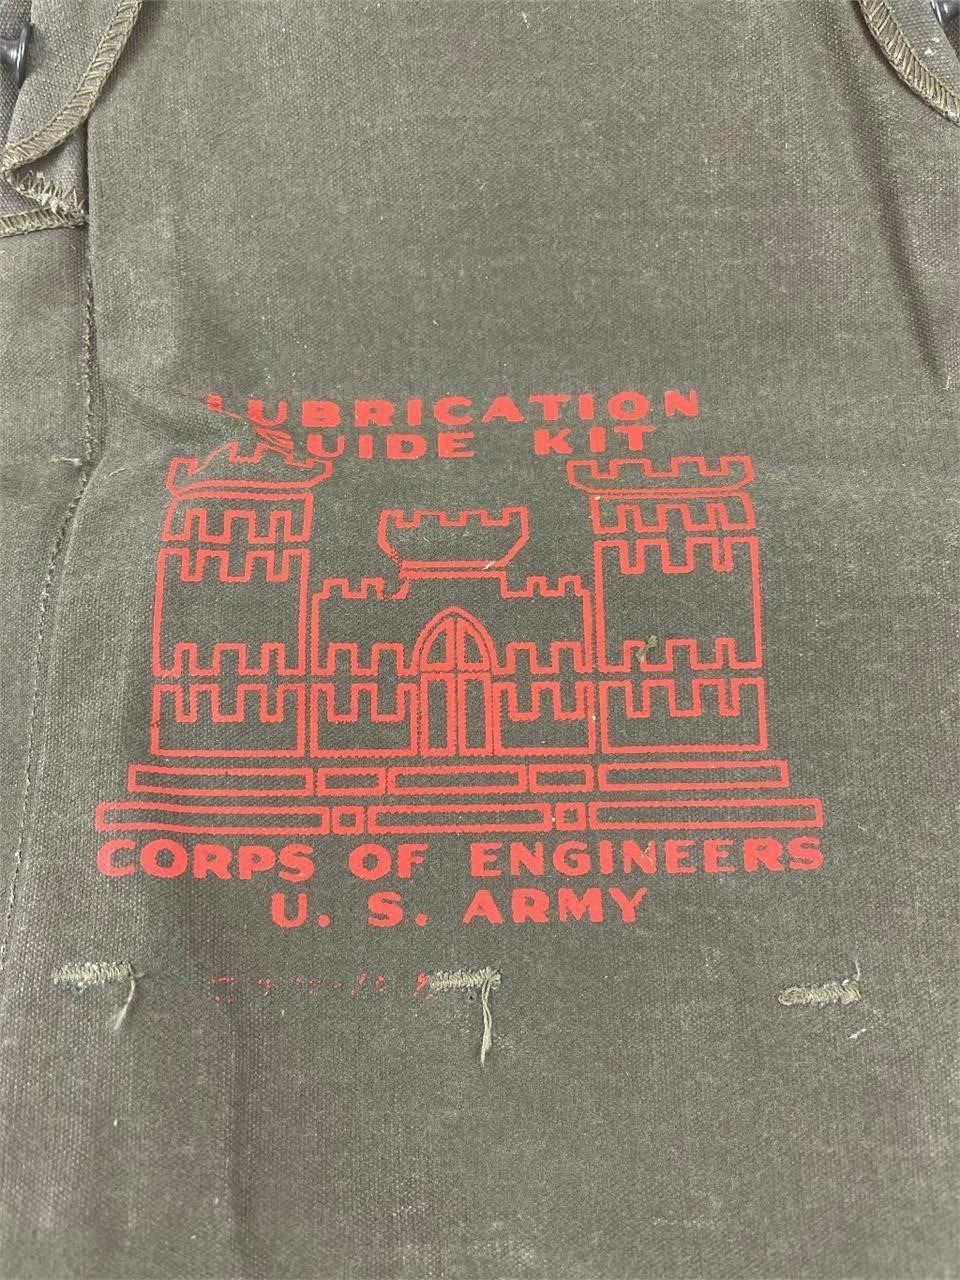 LUBRICATION
GUIDE KIT
CORPS OF ENGINEERS
U. S. ARMY